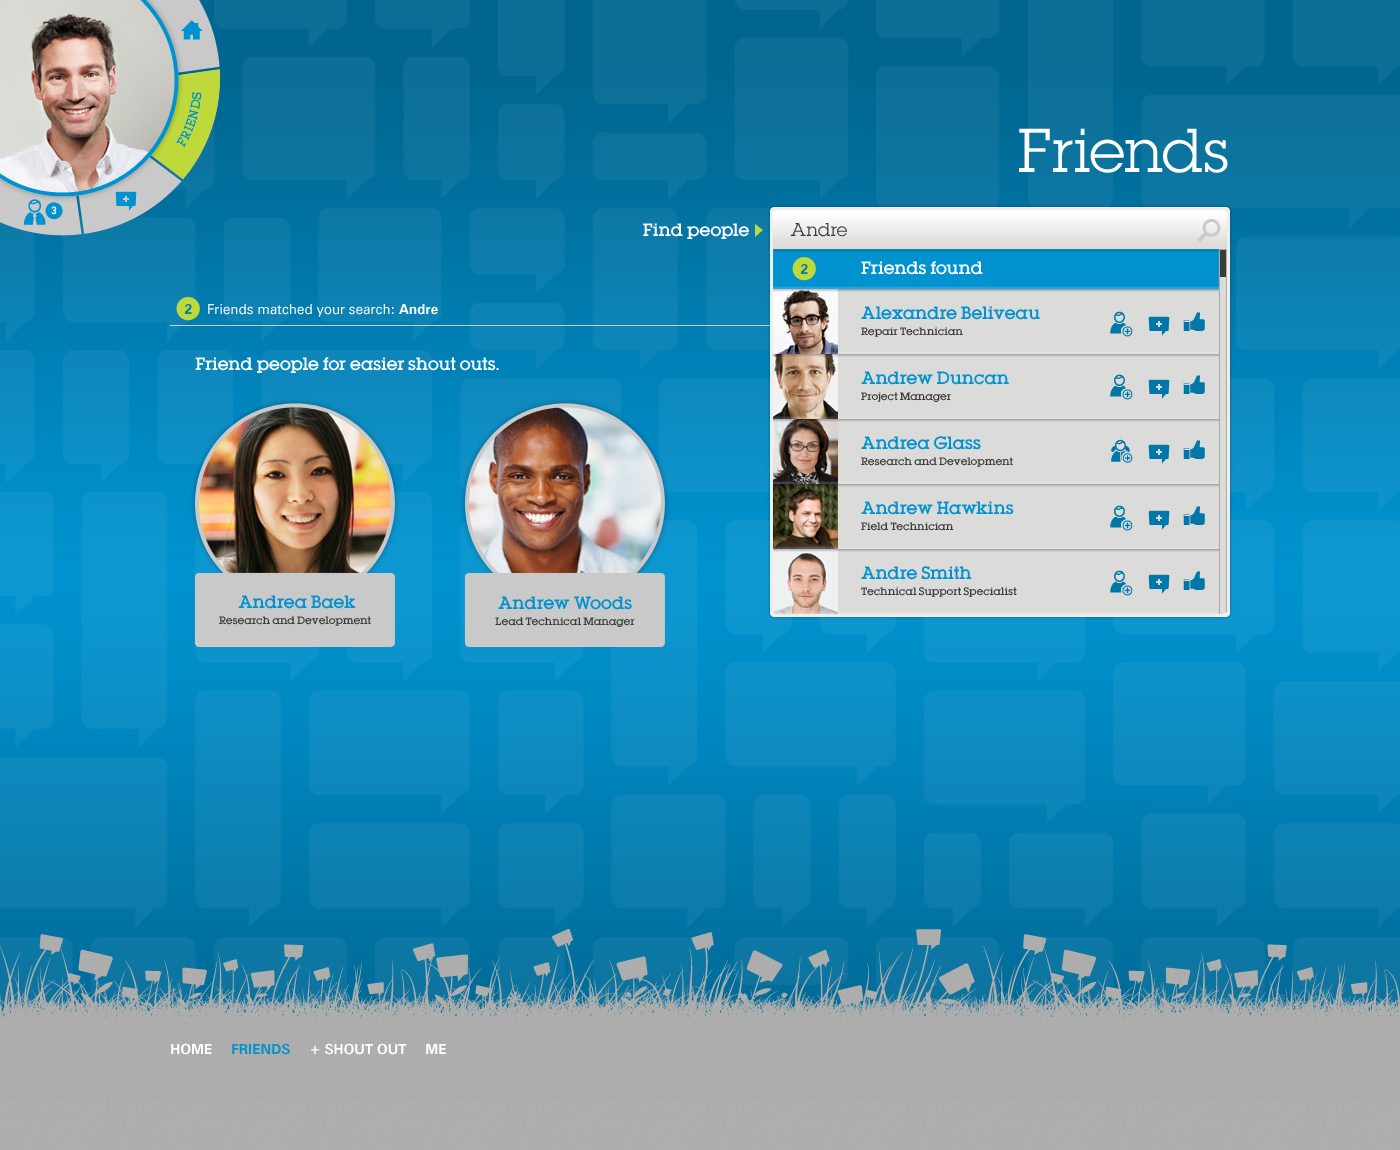 FRIENDS
3
Friends
Find people
Andre
2 Friends found
2 Friends matched your search: Andre
Friend people for easier shout outs.
Andrea Baek
Research and Development
Andrew Woods
Lead Technical Manager
Alexandre Beliveau
Repair Technician
Andrew Duncan
Project Manager
Andrea Glass
Research and Development
Andrew Hawkins
Field Technician
Andre Smith
Technical Support Specialist
HOME FRIENDS + SHOUT OUT ME